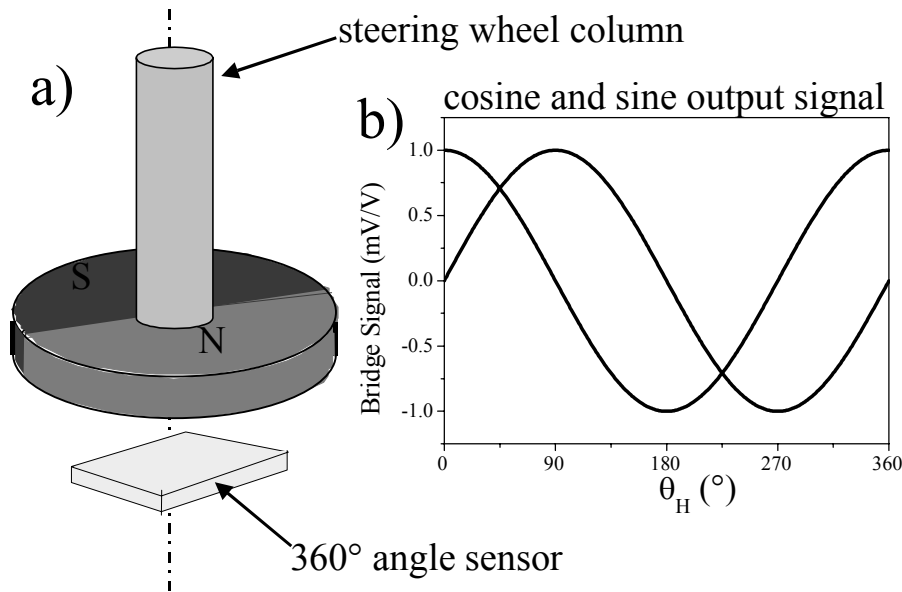 steering wheel column
a)
S
N
360° angle sensor
b)
cosine and sine output signal
Bridge Signal (mV/V)
1.0
0.5
0.0
-0.5
-1.0
0 90 180 270 360
θH (°)